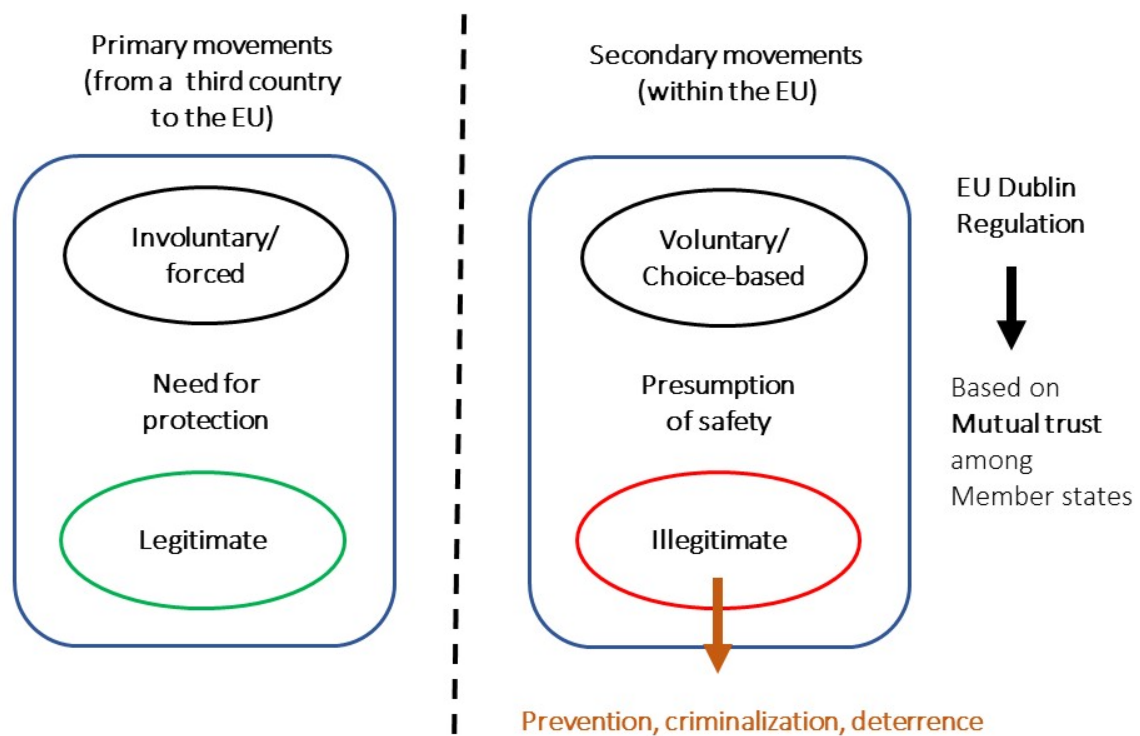 Primary movements
(from a third country
to the EU)
Involuntary/
forced
Need for
protection
Legitimate
Secondary movements
(within the EU)
Voluntary/
Choice-based
Presumption
of safety
Illegitimate
Prevention, criminalization, deterrence
EU Dublin
Regulation
Based on
Mutual trust
among
Member states